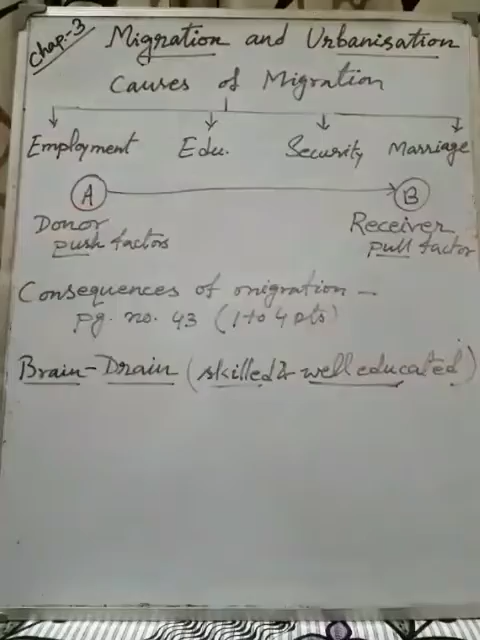 Chap-3
Migration and Urbanisation
Causes of Migration
Employment Edu. Security Marriage
A B
Donor Receiver
push factors pull factor
Consequences of migration -
Pg. no. 43 (1 to 4 pts)
Brain-Drain (skilled & well educated)